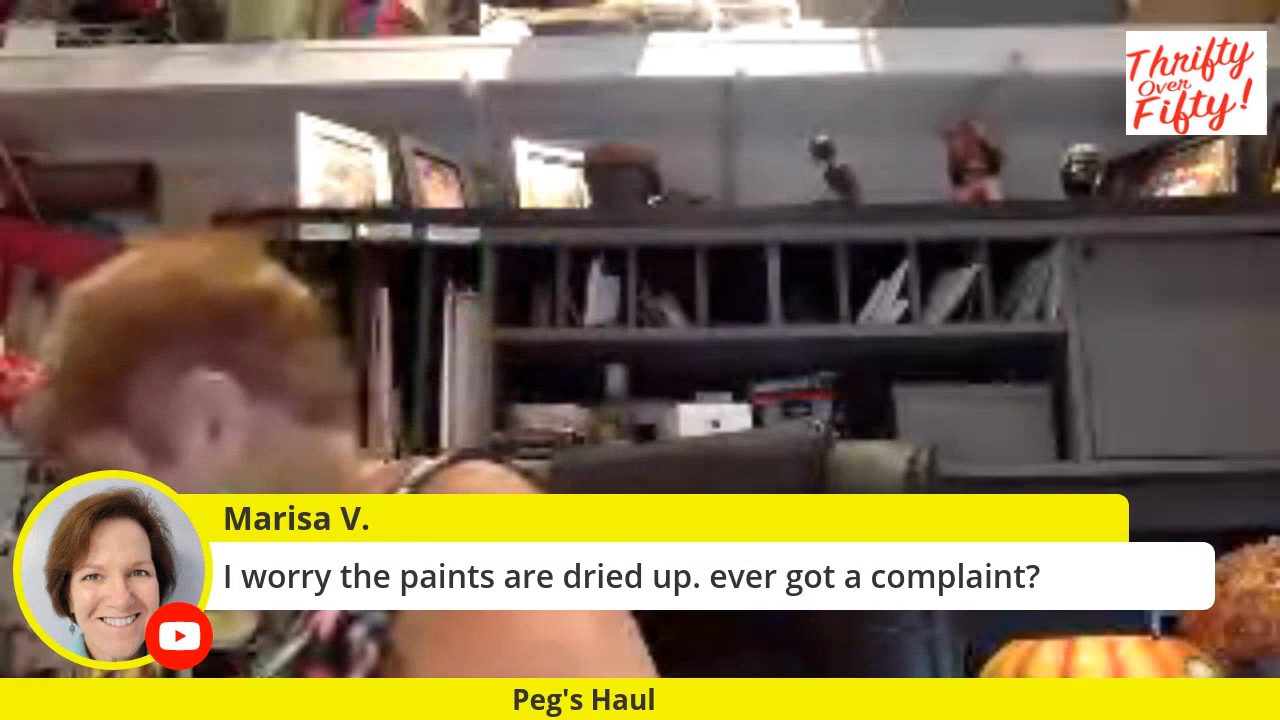 Thrifty
Over
Fifty!
Marisa V.
I worry the paints are dried up. ever got a complaint?
Peg's Haul